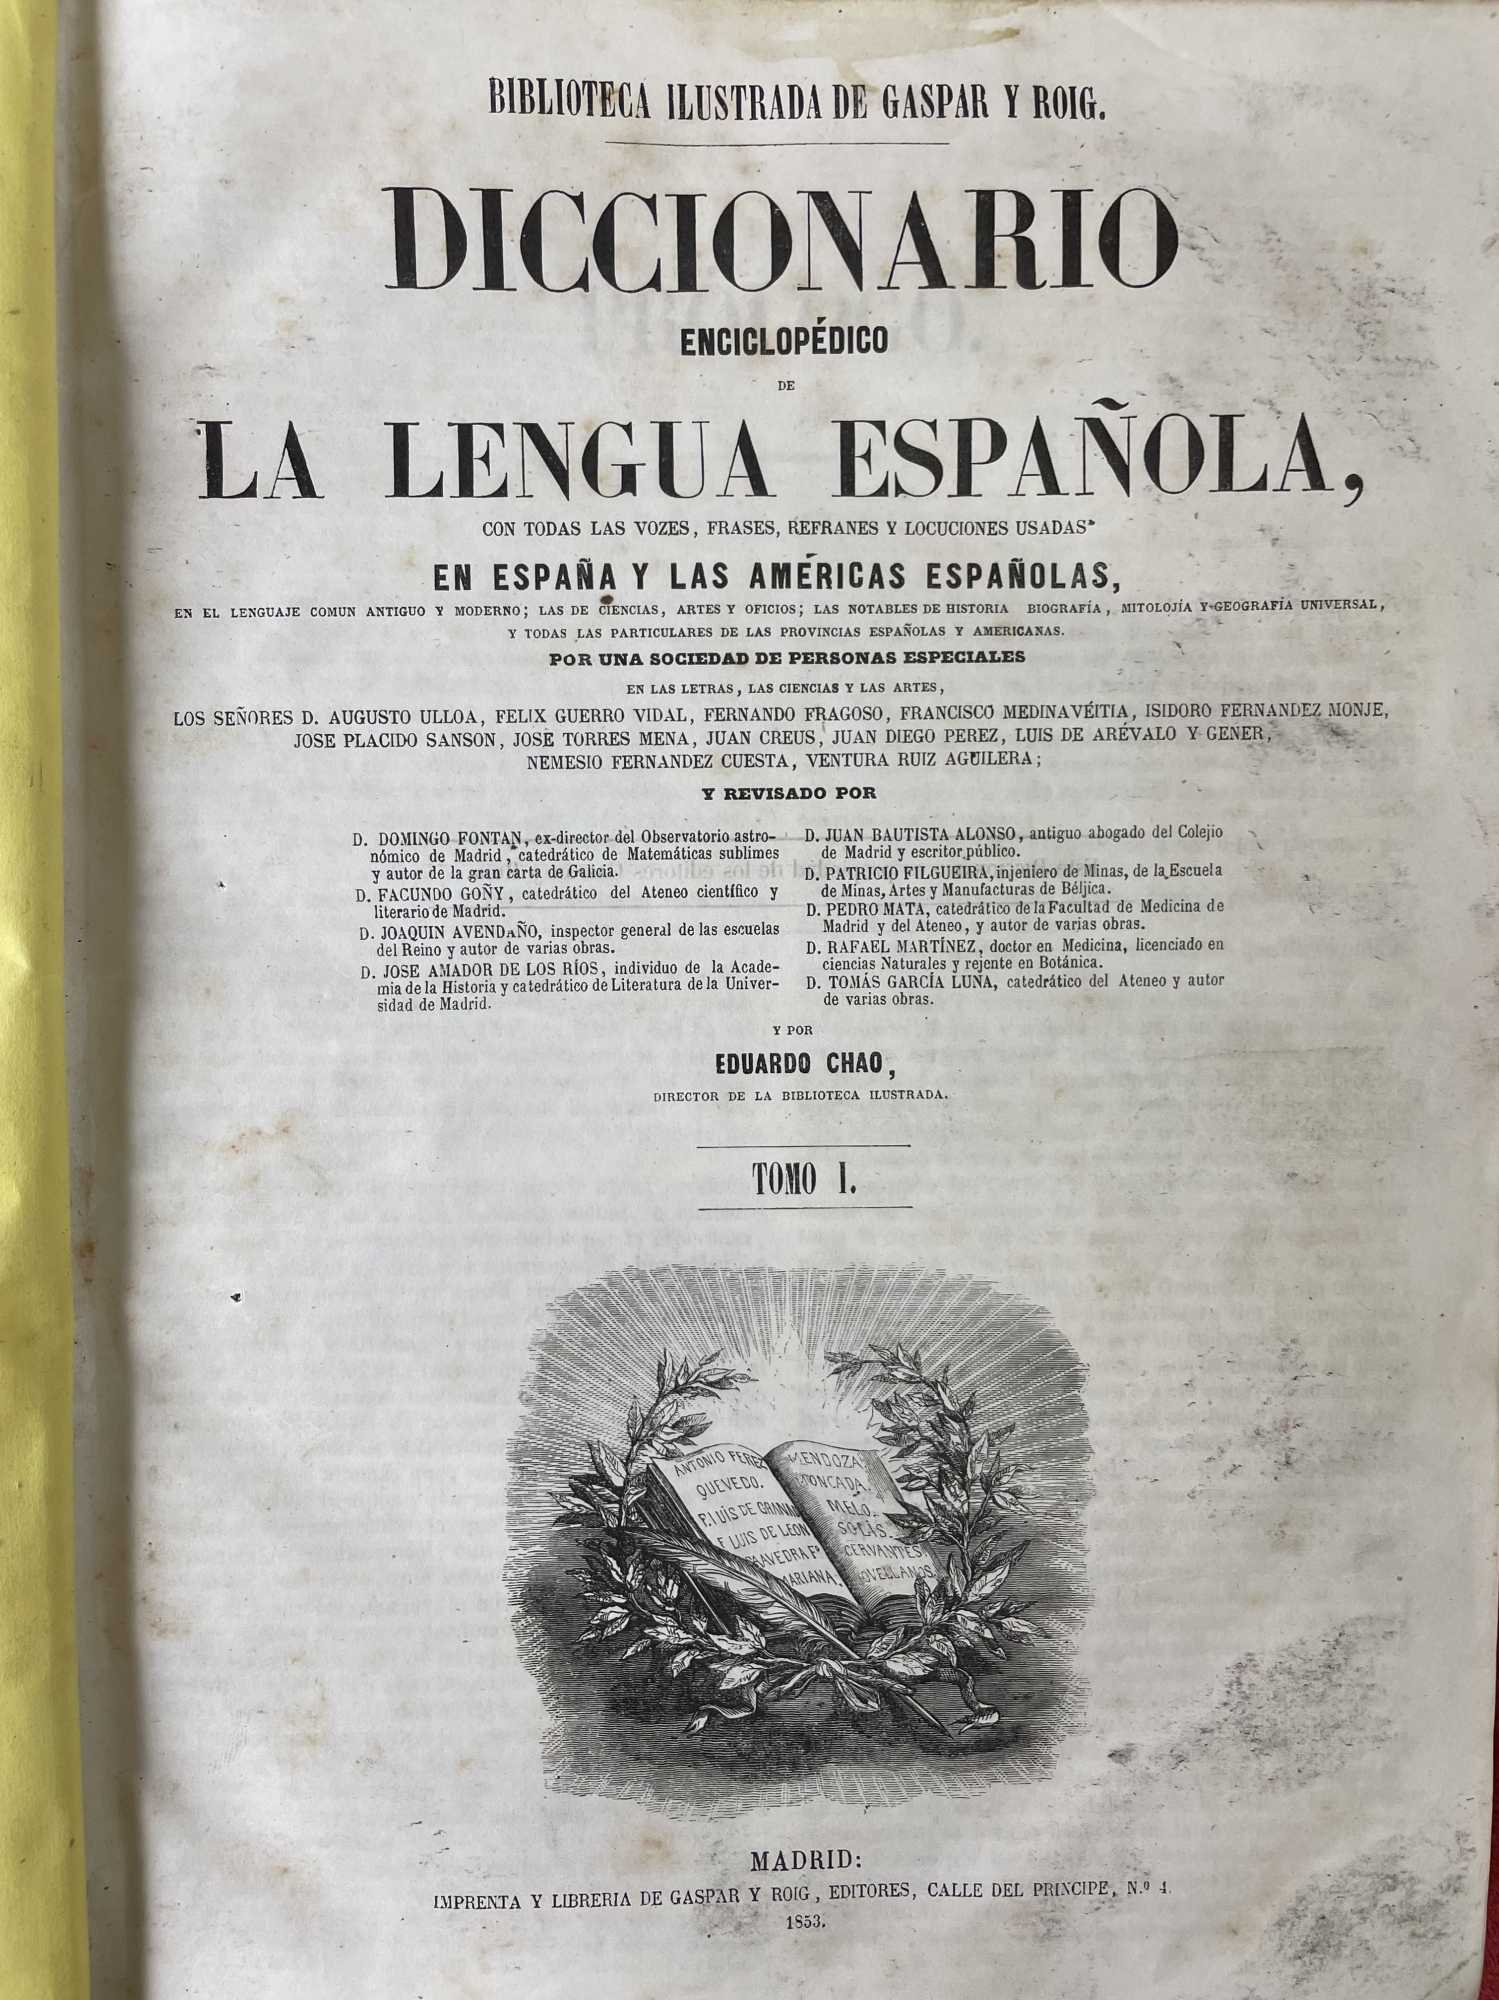 BIBLIOTECA ILUSTRADA DE GASPAR Y ROIG.
DICCIONARIO
ENCICLOPÉDICO
DE
LA LENGUA ESPAÑOLA,
CON TODAS LAS VOZES, FRASES, REFRANES Y LOCUCIONES USADAS
EN ESPAÑA Y LAS AMÉRICAS ESPAÑOLAS,
EN EL LENGUAJE COMUN ANTIGUO Y MODERNO; LAS DE CIENCIAS, ARTES Y OFICIOS; LAS NOTABLES DE HISTORIA BIOGRAFÍA, MITOLOJÍA Y GEOGRAFÍA UNIVERSAL,
Y TODAS LAS PARTICULARES DE LAS PROVINCIAS ESPAÑOLAS Y AMERICANAS.
POR UNA SOCIEDAD DE PERSONAS ESPECIALES
EN LAS LETRAS, LAS CIENCIAS Y LAS ARTES,
LOS SEÑORES D. AUGUSTO ULLOA, FELIX GUERRO VIDAL, FERNANDO FRAGOSO, FRANCISCO MEDINAVÉITIA, ISIDORO FERNANDEZ MONJE,
JOSE PLACIDO SANSON, JOSE TORRES MENA, JUAN CREUS, JUAN DIEGO PEREZ, LUIS DE ARÉVALO Y GENER,
NEMESIO FERNANDEZ CUESTA, VENTURA RUIZ AGUILERA;
Y REVISADO POR
D. DOMINGO FONTAN, ex-director del Observatorio astro-
nómico de Madrid, catedrático de Matemáticas sublimes
y autor de la gran carta de Galicia.
D. FACUNDO GOÑY, catedrático del Ateneo científico y
literario de Madrid.
D. JOAQUIN AVENDAÑO, inspector general de las escuelas
del Reino y autor de varias obras.
D. JOSE AMADOR DE LOS RÍOS, individuo de la Acade-
mia de la Historia y catedrático de Literatura de la Univer-
sidad de Madrid.
D. JUAN BAUTISTA ALONSO, antiguo abogado del Colejio
de Madrid y escritor público.
D. PATRICIO FILGUEIRA, injeniero de Minas, de la Escuela
de Minas, Artes y Manufacturas de Béljica.
D. PEDRO MATA, catedrático de la Facultad de Medicina de
Madrid y del Ateneo, y autor de varias obras.
D. RAFAEL MARTÍNEZ, doctor en Medicina, licenciado en
ciencias Naturales y rejente en Botánica.
D. TOMÁS GARCÍA LUNA, catedrático del Ateneo y autor
de varias obras.
Y POR
EDUARDO CHAO,
DIRECTOR DE LA BIBLIOTECA ILUSTRADA.
TOMO I.
ANTONIO PEREZ
QUEVEDO.
F. LUIS DE GRANAD
F LUIS DE LEON
AAVEDRA Fº
MARIANA.
MENDOZA
MONCADA.
MELO.
SOLÍS.
CERVANTES.
JOVELLANOS.
MADRID:
IMPRENTA Y LIBRERIA DE GASPAR Y ROIG, EDITORES, CALLE DEL PRINCIPE, N.º 4.
1853.